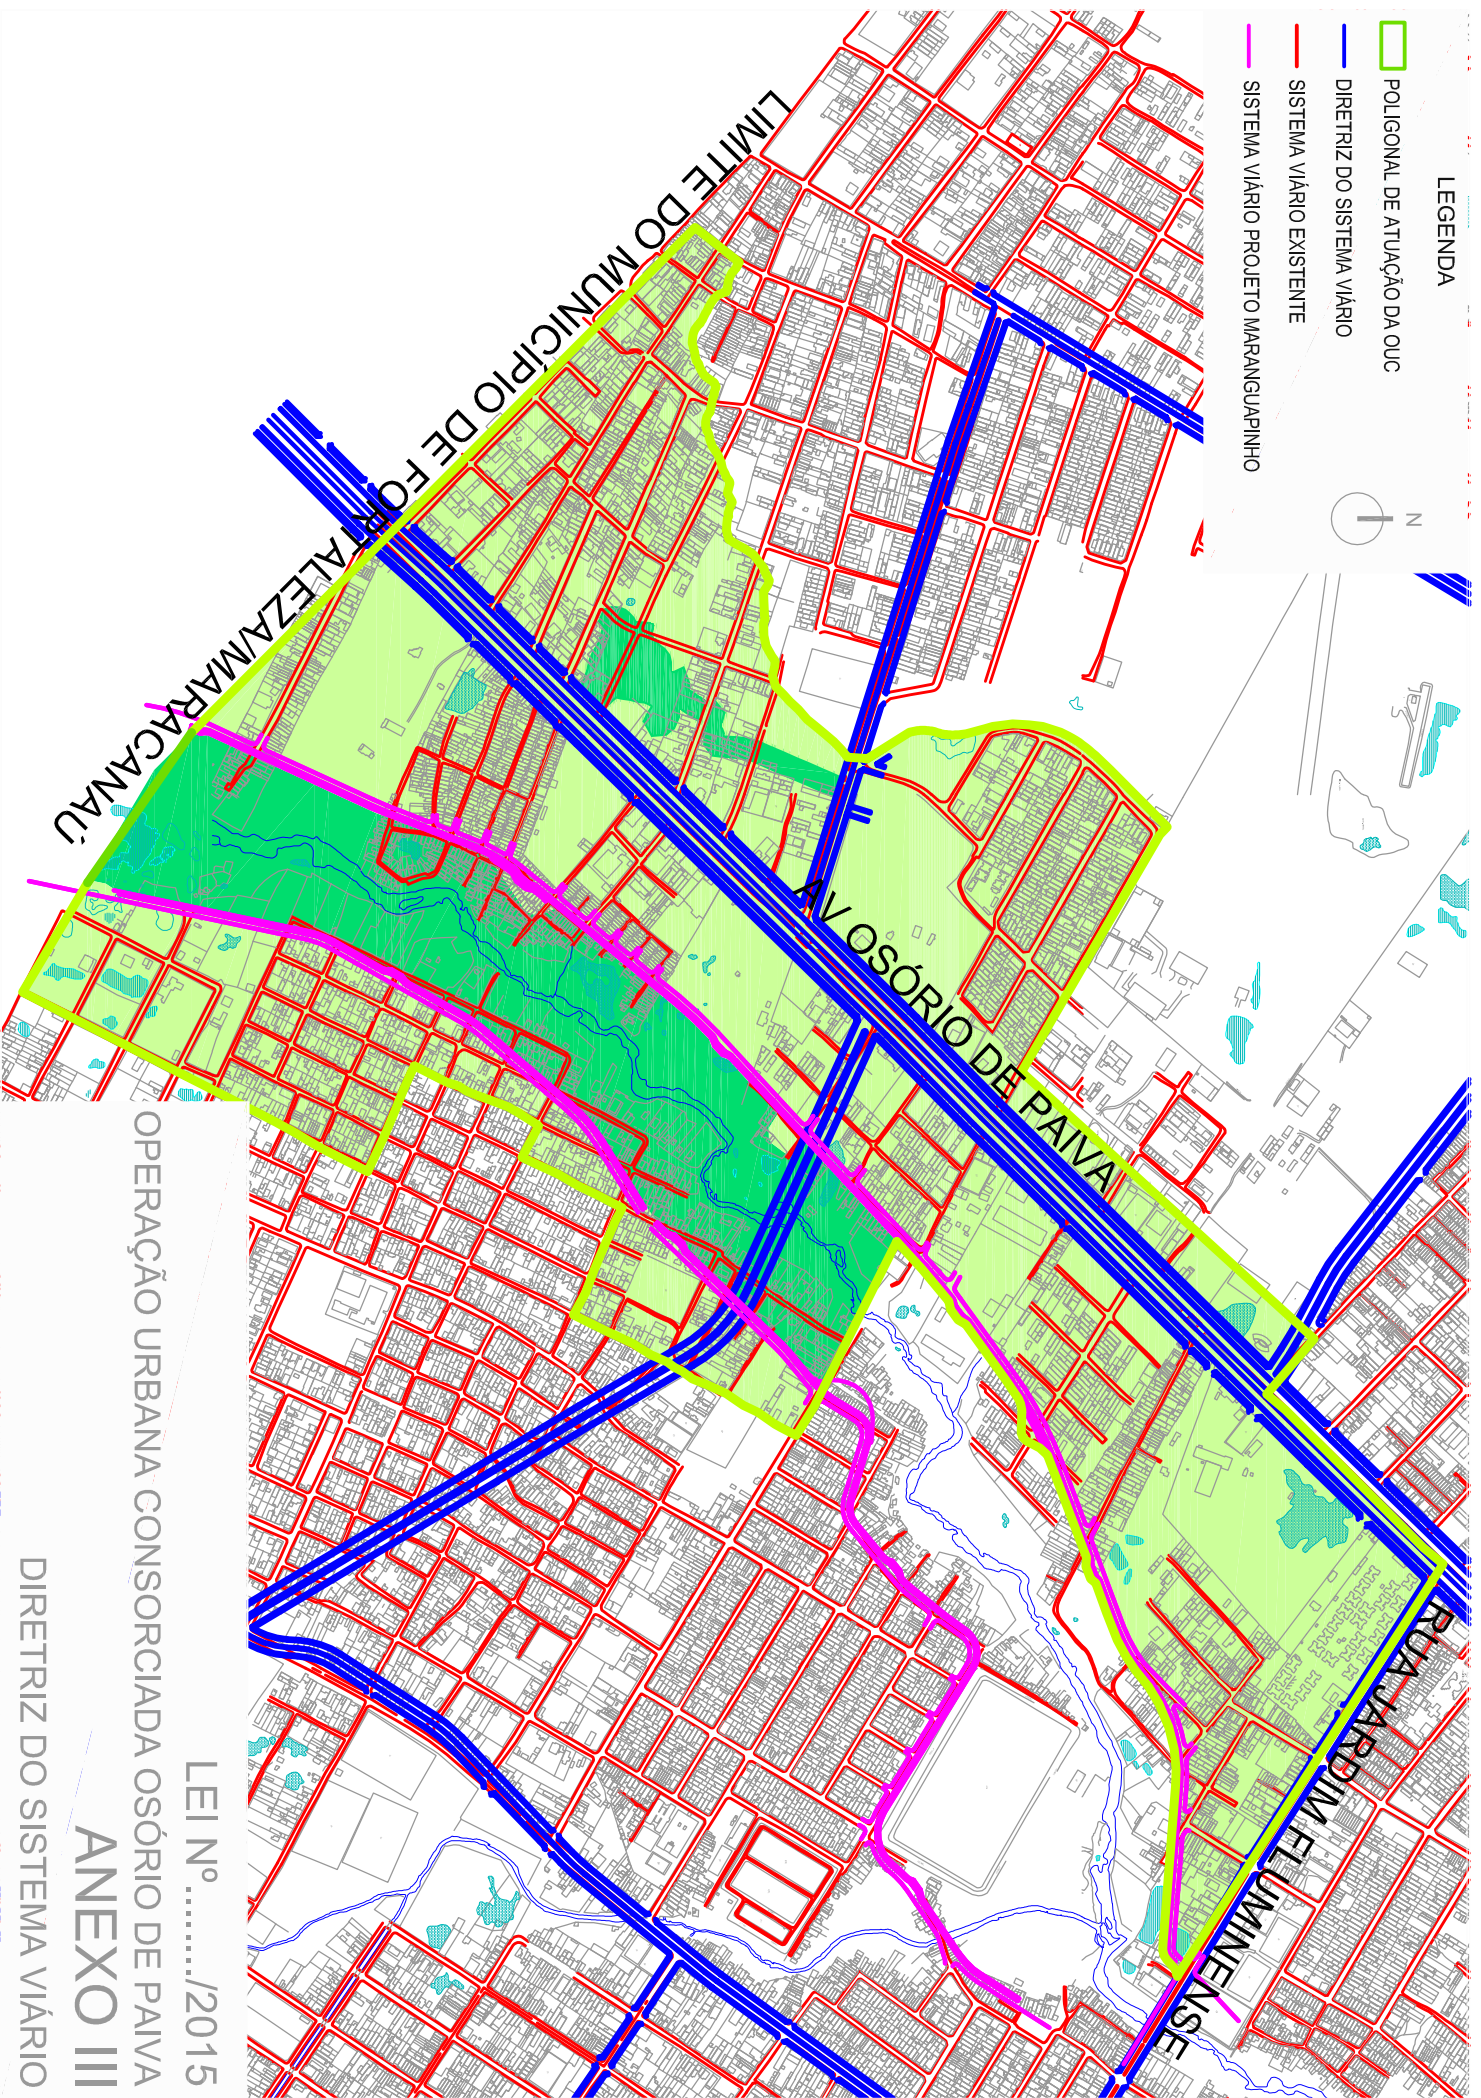 LEGENDA
POLIGONAL DE ATUAÇÃO DA OUC
DIRETRIZ DO SISTEMA VIÁRIO
SISTEMA VIÁRIO EXISTENTE
SISTEMA VIÁRIO PROJETO MARANGUAPINHO
N
LIMITE DO MUNICÍPIO DE FORTALEZA/MARACANAÚ
AV OSÓRIO DE PAIVA
RUA JARDIM FLUMINENSE
LEI Nº ......../2015
OPERAÇÃO URBANA CONSORCIADA OSÓRIO DE PAIVA
ANEXO III
DIRETRIZ DO SISTEMA VIÁRIO